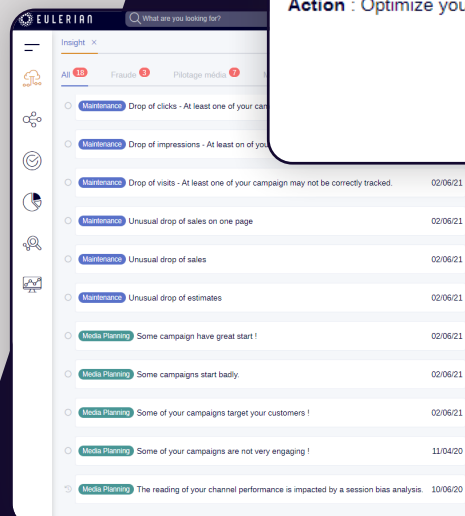 Action : Optimize you
EULERIAN
What are you looking for?
Insight ×
All 18 Fraude 3 Pilotage média 7
Maintenance Drop of clicks - At least one of your can
Maintenance Drop of impressions - At least on of you
Maintenance Drop of visits - At least one of your campaign may not be correctly tracked. 02/06/21
Maintenance Unusual drop of sales on one page 02/06/21
Maintenance Unusual drop of sales 02/06/21
Maintenance Unusual drop of estimates 02/06/21
Media Planning Some campaign have great start ! 02/06/21
Media Planning Some campaigns start badly. 02/06/21
Media Planning Some of your campaigns target your customers ! 02/06/21
Media Planning Some of your campaigns are not very engaging ! 11/04/20
Media Planning The reading of your channel performance is impacted by a session bias analysis. 10/06/20